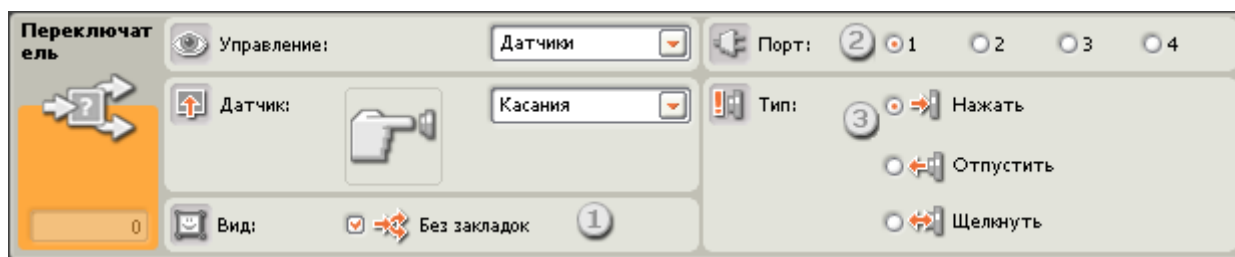 Переключат
ель
0
Управление:
Датчики
Датчик:
Касания
Вид:
Без закладок
1
Порт:
2
1
2
3
4
Тип:
3
Нажать
Отпустить
Щелкнуть